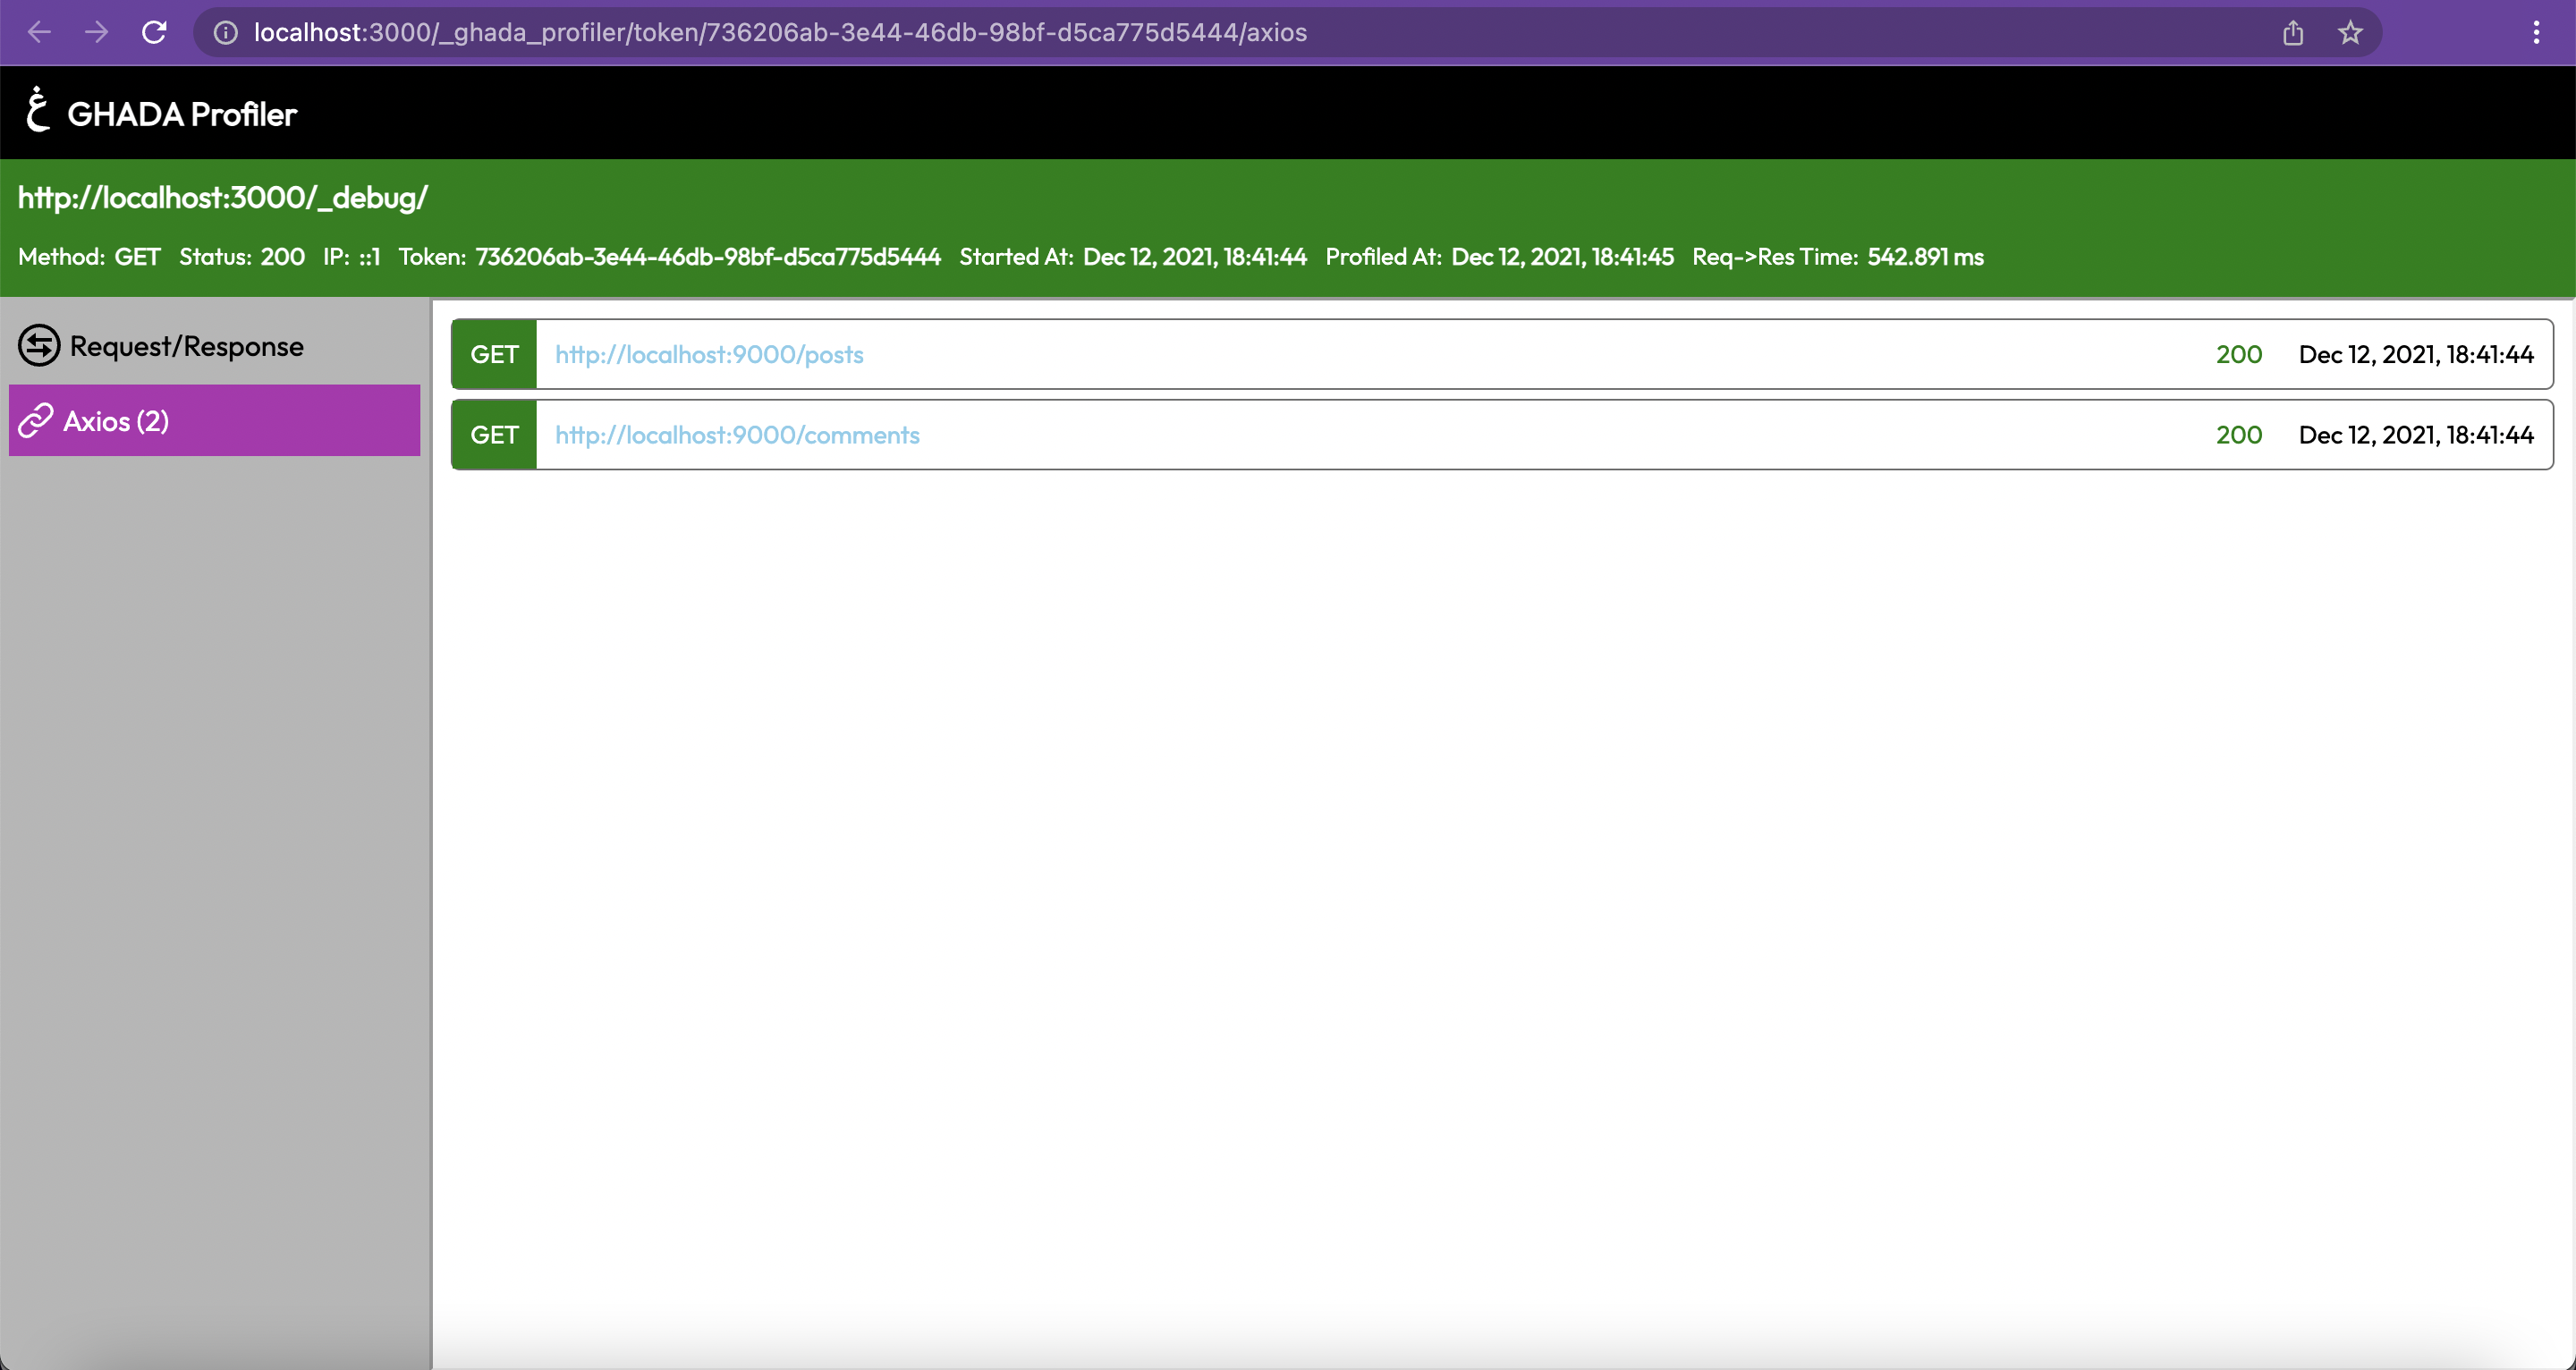 localhost:3000/_ghada_profiler/token/736206ab-3e44-46db-98bf-d5ca775d5444/axios
غ GHADA Profiler
http://localhost:3000/_debug/
Method: GET Status: 200 IP: ::1 Token: 736206ab-3e44-46db-98bf-d5ca775d5444 Started At: Dec 12, 2021, 18:41:44 Profiled At: Dec 12, 2021, 18:41:45 Req->Res Time: 542.891 ms
Request/Response
Axios (2)
GET http://localhost:9000/posts 200 Dec 12, 2021, 18:41:44
GET http://localhost:9000/comments 200 Dec 12, 2021, 18:41:44